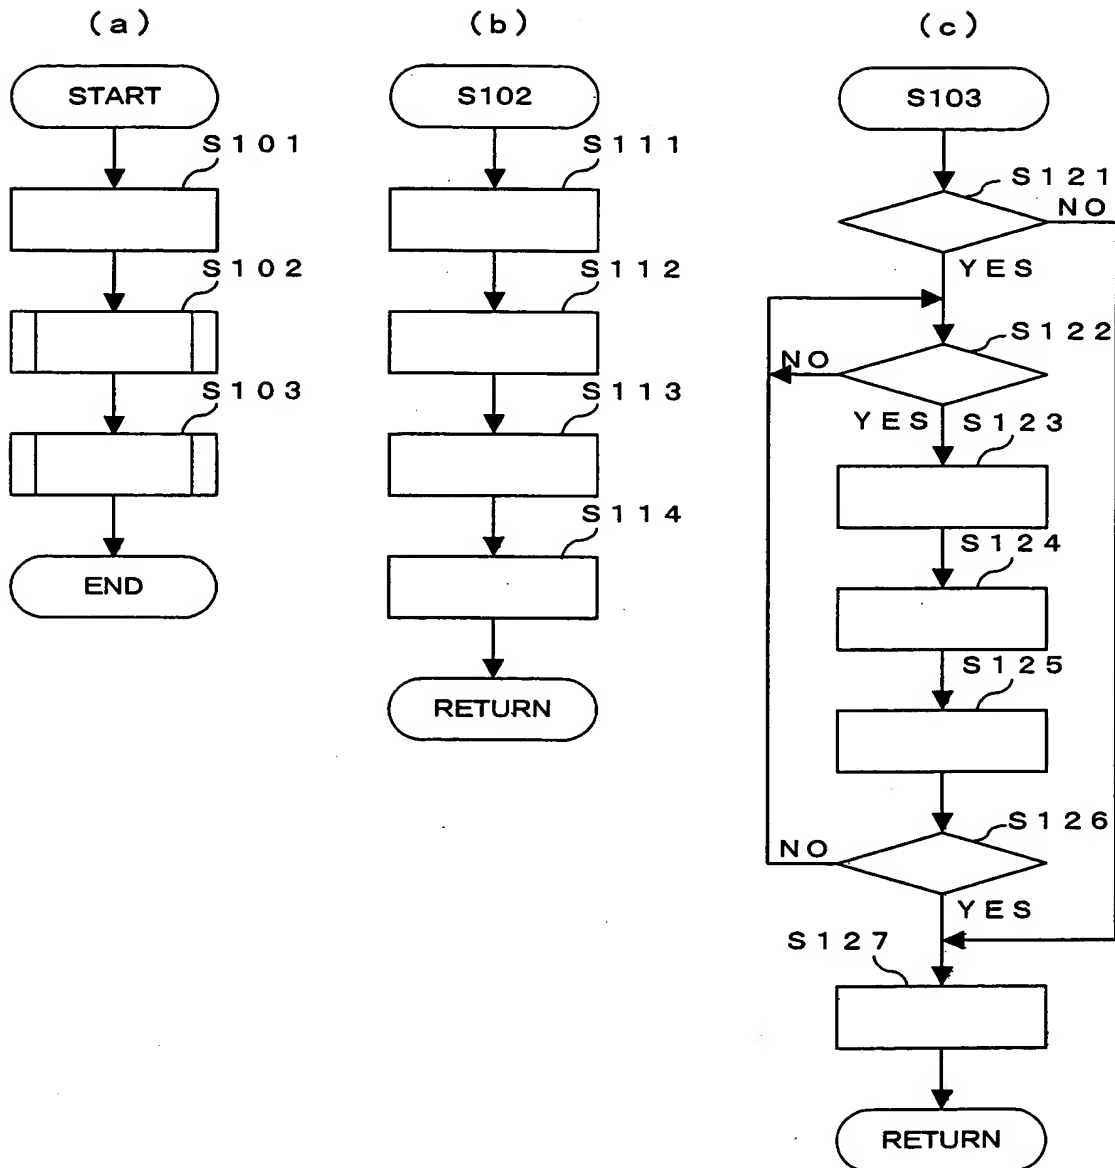 (a)
START
S101
S102
S103
END
(b)
S102
S111
S112
S113
S114
RETURN
(c)
S103
S121
NO
YES
S122
NO
YES
S123
S124
S125
S126
NO
YES
S127
RETURN